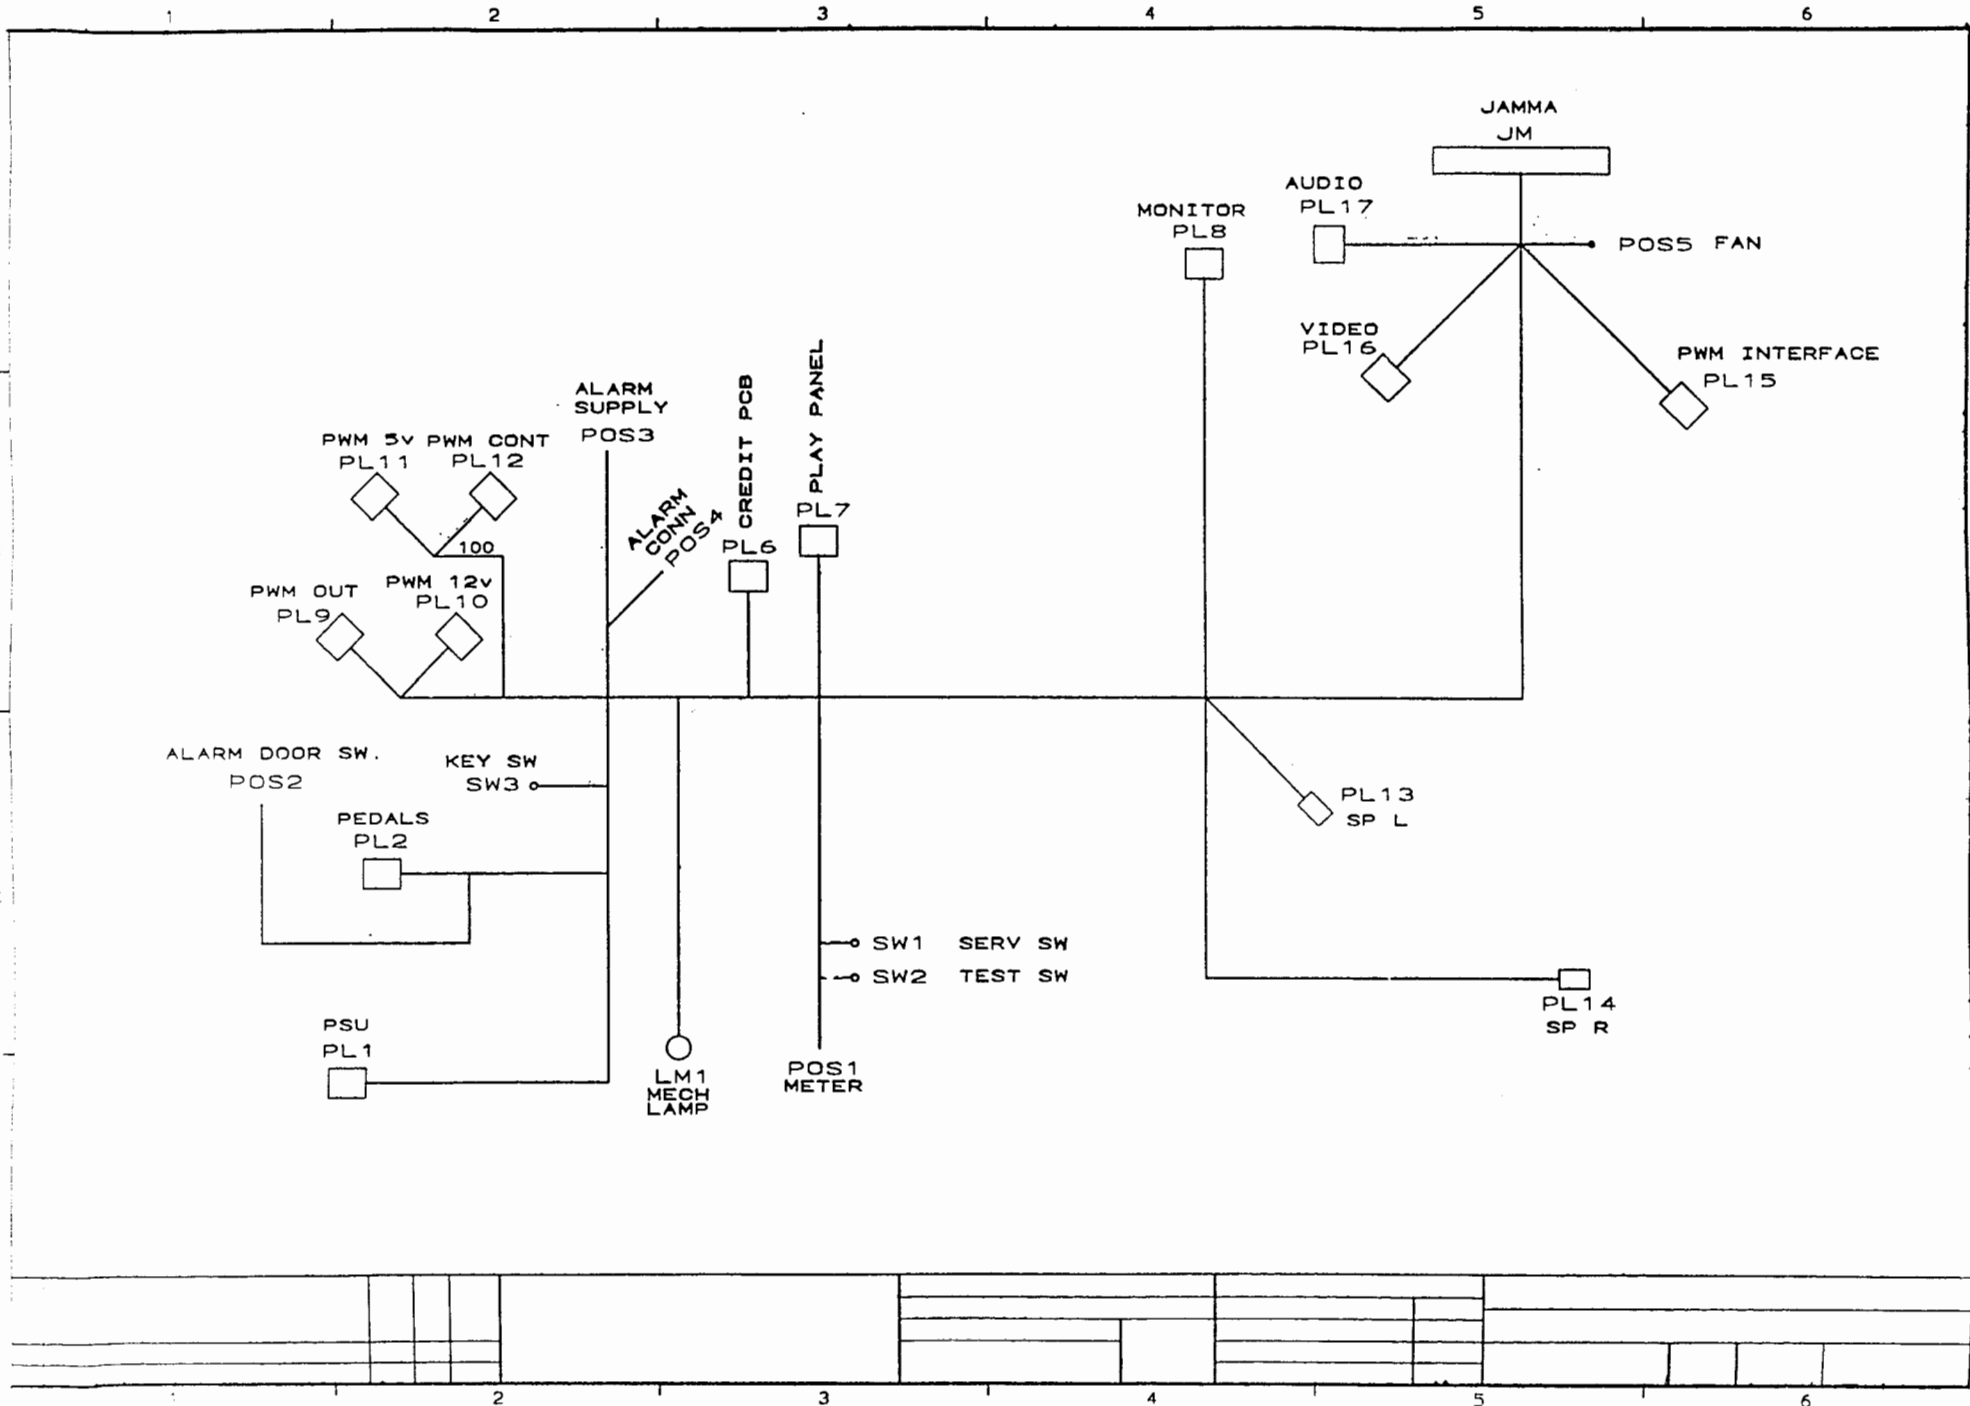 1 2 3 4 5 6
JAMMA
JM
AUDIO
PL17
MONITOR
PL8
POS5 FAN
VIDEO
PL16
PWM INTERFACE
PL15
PLAY PANEL
PL7
CREDIT PCB
PL6
ALARM
SUPPLY
POS3
ALARM
CONN
POS4
PWM 5v
PL11
PWM CONT
PL12
100
PWM OUT
PL9
PWM 12v
PL10
ALARM DOOR SW.
POS2
KEY SW
SW3
PEDALS
PL2
PL13
SP L
SW1 SERV SW
SW2 TEST SW
PL14
SP R
PSU
PL1
LM1
MECH
LAMP
POS1
METER
2 3 4 5 6